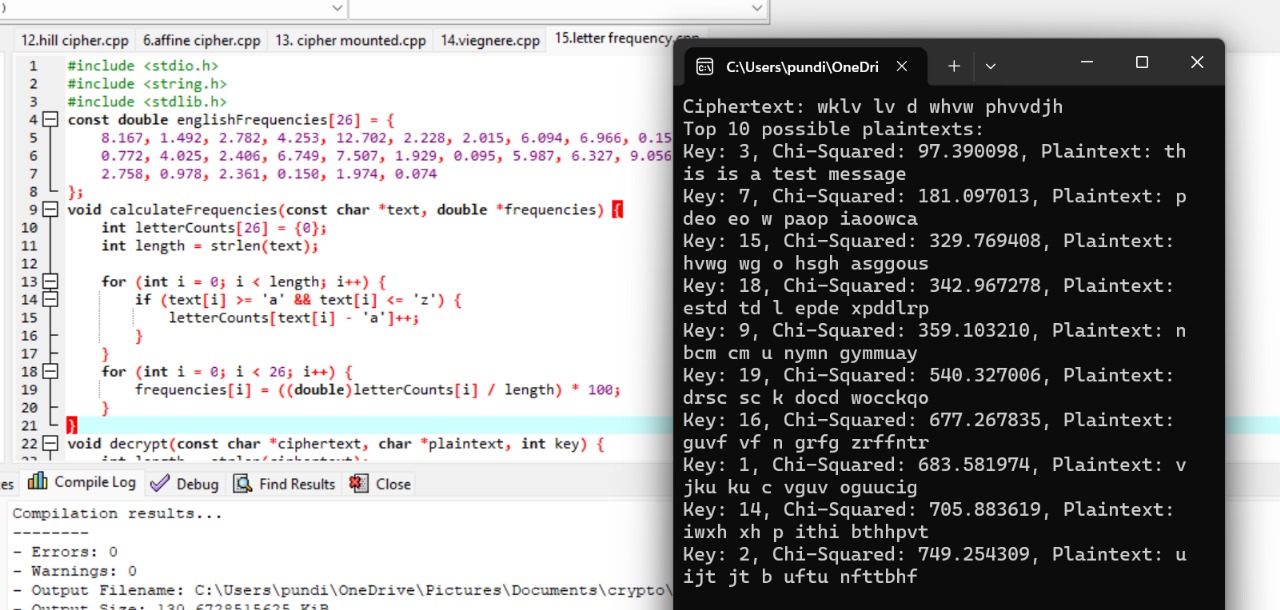 )
12.hill cipher.cpp 6.affine cipher.cpp 13. cipher mounted.cpp 14.viegnere.cpp 15.letter frequency.cpp
1 #include <stdio.h>
2 #include <string.h>
3 #include <stdlib.h>
4 const double englishFrequencies[26] = {
5 8.167, 1.492, 2.782, 4.253, 12.702, 2.228, 2.015, 6.094, 6.966, 0.15
6 0.772, 4.025, 2.406, 6.749, 7.507, 1.929, 0.095, 5.987, 6.327, 9.056
7 2.758, 0.978, 2.361, 0.150, 1.974, 0.074
8 };
9 void calculateFrequencies(const char *text, double *frequencies) {
10 int letterCounts[26] = {0};
11 int length = strlen(text);
12
13 for (int i = 0; i < length; i++) {
14 if (text[i] >= 'a' && text[i] <= 'z') {
15 letterCounts[text[i] - 'a']++;
16 }
17 }
18 for (int i = 0; i < 26; i++) {
19 frequencies[i] = ((double)letterCounts[i] / length) * 100;
20 }
21 }
22 void decrypt(const char *ciphertext, char *plaintext, int key) {
23 int length = strlen(ciphertext);
es Compile Log Debug Find Results Close
Compilation results...
--------
- Errors: 0
- Warnings: 0
- Output Filename: C:\Users\pundi\OneDrive\Pictures\Documents\crypto\
- Output Size: 130.6728515625 KiB
C:\Users\pundi\OneDri
Ciphertext: wklv lv d whvw phvvdjh
Top 10 possible plaintexts:
Key: 3, Chi-Squared: 97.390098, Plaintext: th
is is a test message
Key: 7, Chi-Squared: 181.097013, Plaintext: p
deo eo w paop iaoowca
Key: 15, Chi-Squared: 329.769408, Plaintext:
hvwg wg o hsgh asggous
Key: 18, Chi-Squared: 342.967278, Plaintext:
estd td l epde xpddlrp
Key: 9, Chi-Squared: 359.103210, Plaintext: n
bcm cm u nymn gymmuay
Key: 19, Chi-Squared: 540.327006, Plaintext:
drsc sc k docd wocckqo
Key: 16, Chi-Squared: 677.267835, Plaintext:
guvf vf n grfg zrffntr
Key: 1, Chi-Squared: 683.581974, Plaintext: v
jku ku c vguv oguucig
Key: 14, Chi-Squared: 705.883619, Plaintext:
iwxh xh p ithi bthhpvt
Key: 2, Chi-Squared: 749.254309, Plaintext: u
ijt jt b uftu nfttbhf